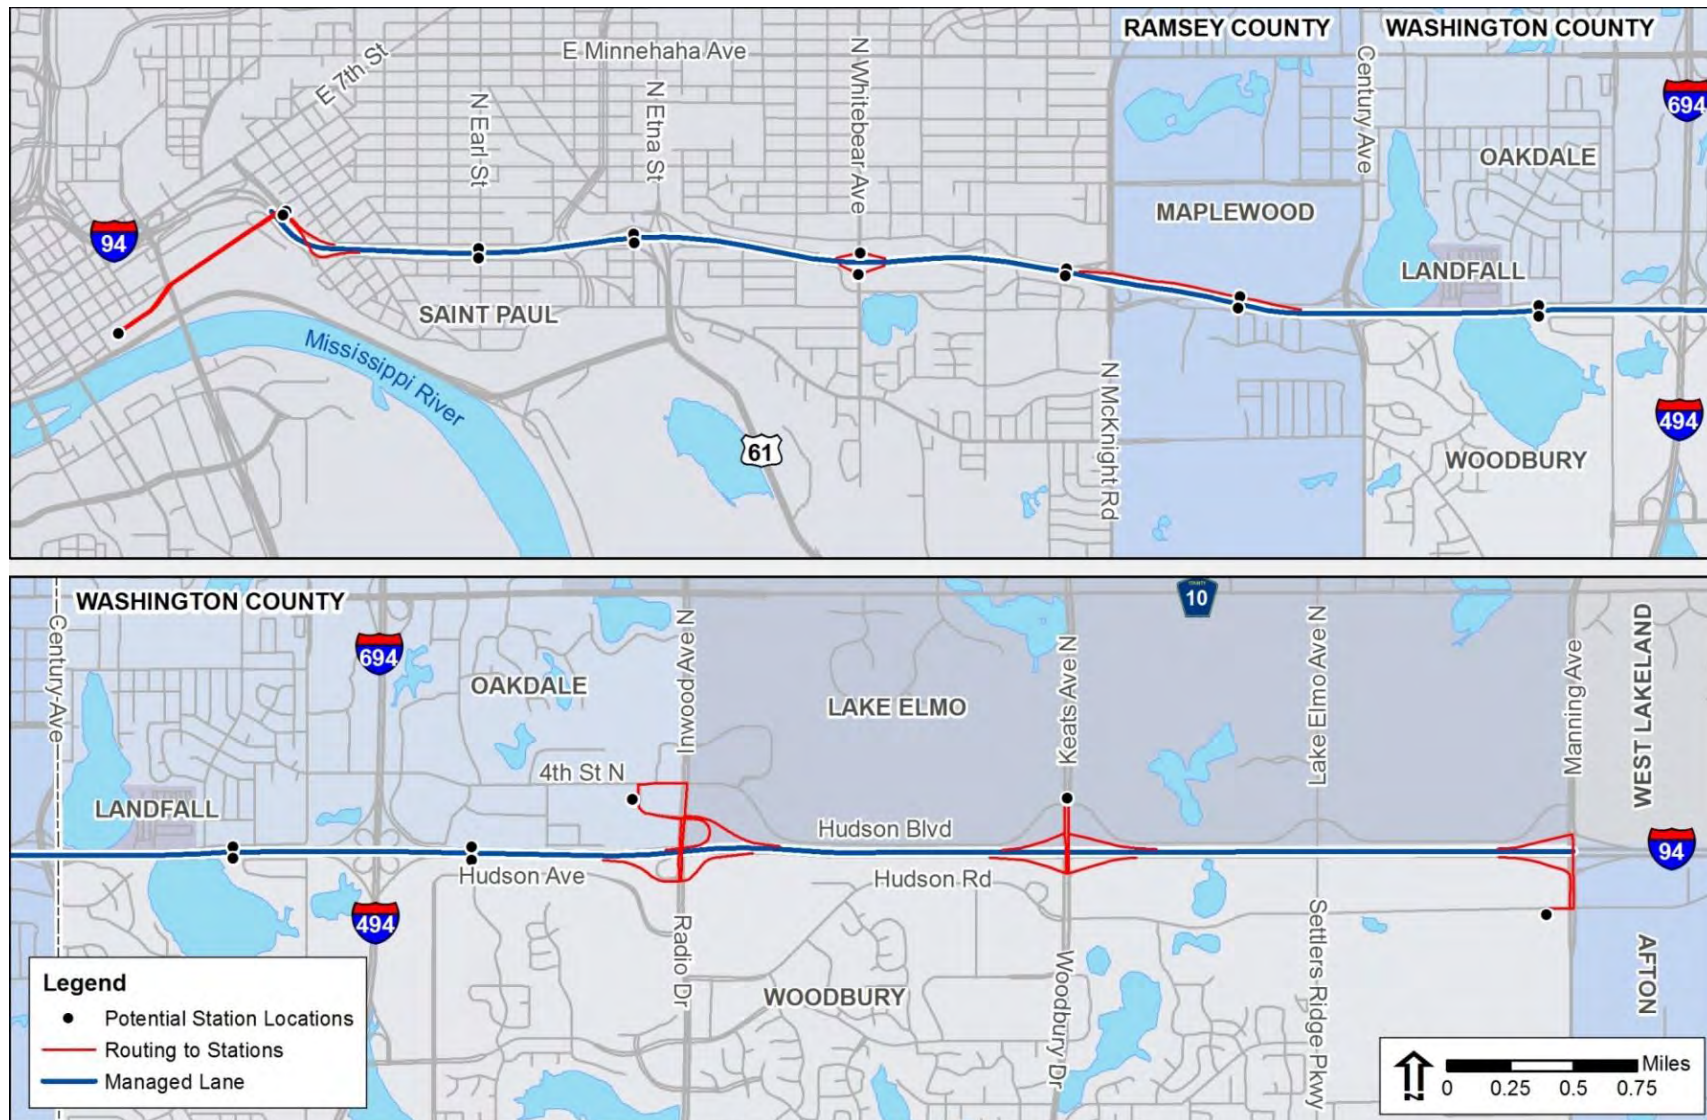 RAMSEY COUNTY
WASHINGTON COUNTY
E 7th St
E Minnehaha Ave
N Earl St
N Etna St
N Whitebear Ave
Century Ave
694
OAKDALE
MAPLEWOOD
94
LANDFALL
SAINT PAUL
Mississippi River
N McKnight Rd
494
61
WOODBURY
WASHINGTON COUNTY
Century Ave
694
OAKDALE
Inwood Ave N
LAKE ELMO
Keats Ave N
COUNTY
10
Lake Elmo Ave N
Manning Ave
WEST LAKELAND
4th St N
LANDFALL
Hudson Blvd
94
Hudson Ave
Hudson Rd
494
Radio Dr
WOODBURY
Woodbury Dr
Settlers Ridge Pkwy
AFTON
Legend
Potential Station Locations
Routing to Stations
Managed Lane
N
Miles
0 0.25 0.5 0.75